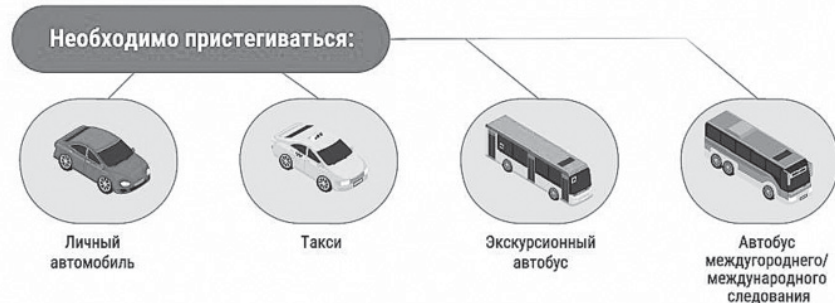 Необходимо пристегиваться:
Личный
автомобиль
Такси
Экскурсионный
автобус
Автобус
междугороднего/
международного
следования